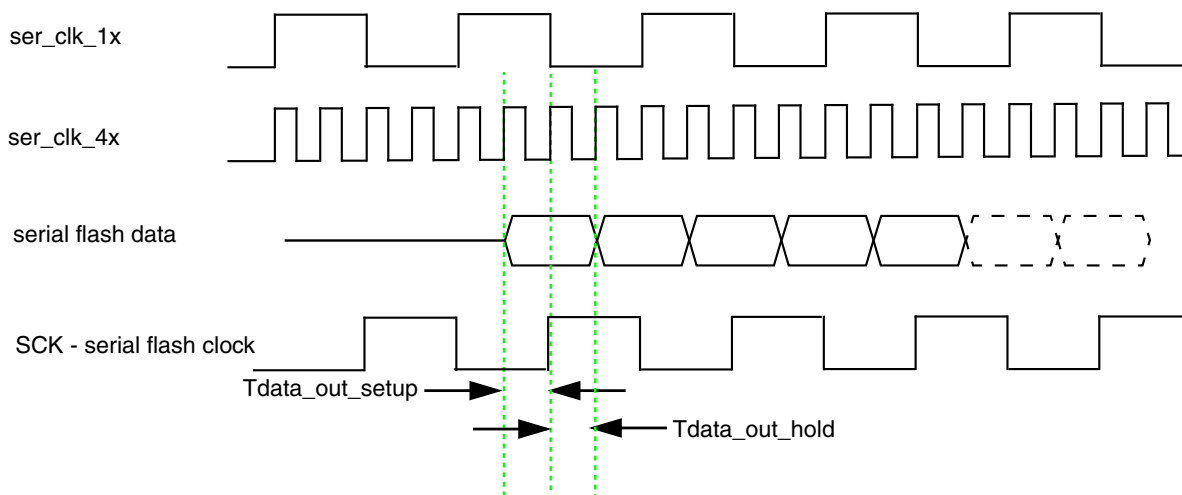 ser_clk_1x
ser_clk_4x
serial flash data
SCK - serial flash clock
Tdata_out_setup
Tdata_out_hold